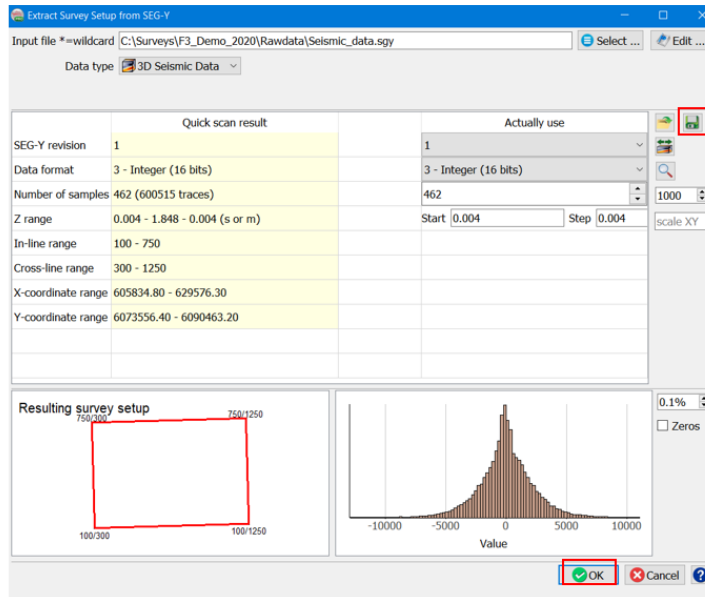 Extract Survey Setup from SEG-Y
Input file *=wildcard C:\Surveys\F3_Demo_2020\Rawdata\Seismic_data.sgy Select ... Edit ...
Data type 3D Seismic Data
Quick scan result Actually use
SEG-Y revision 1 1
Data format 3 - Integer (16 bits) 3 - Integer (16 bits)
Number of samples 462 (600515 traces) 462 1000
Z range 0.004 - 1.848 - 0.004 (s or m) Start 0.004 Step 0.004 scale XY
In-line range 100 - 750
Cross-line range 300 - 1250
X-coordinate range 605834.80 - 629576.30
Y-coordinate range 6073556.40 - 6090463.20
Resulting survey setup 0.1%
750/300 750/1250
Zeros
100/300 100/1250
-10000 -5000 0 5000 10000
Value
OK Cancel ?